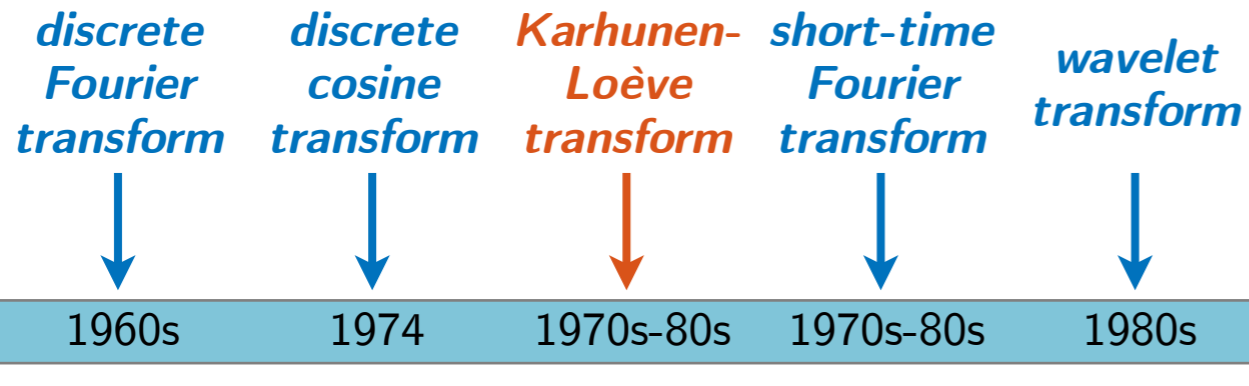 discrete
Fourier
transform
discrete
cosine
transform
Karhunen-
Loève
transform
short-time
Fourier
transform
wavelet
transform
1960s
1974
1970s-80s
1970s-80s
1980s